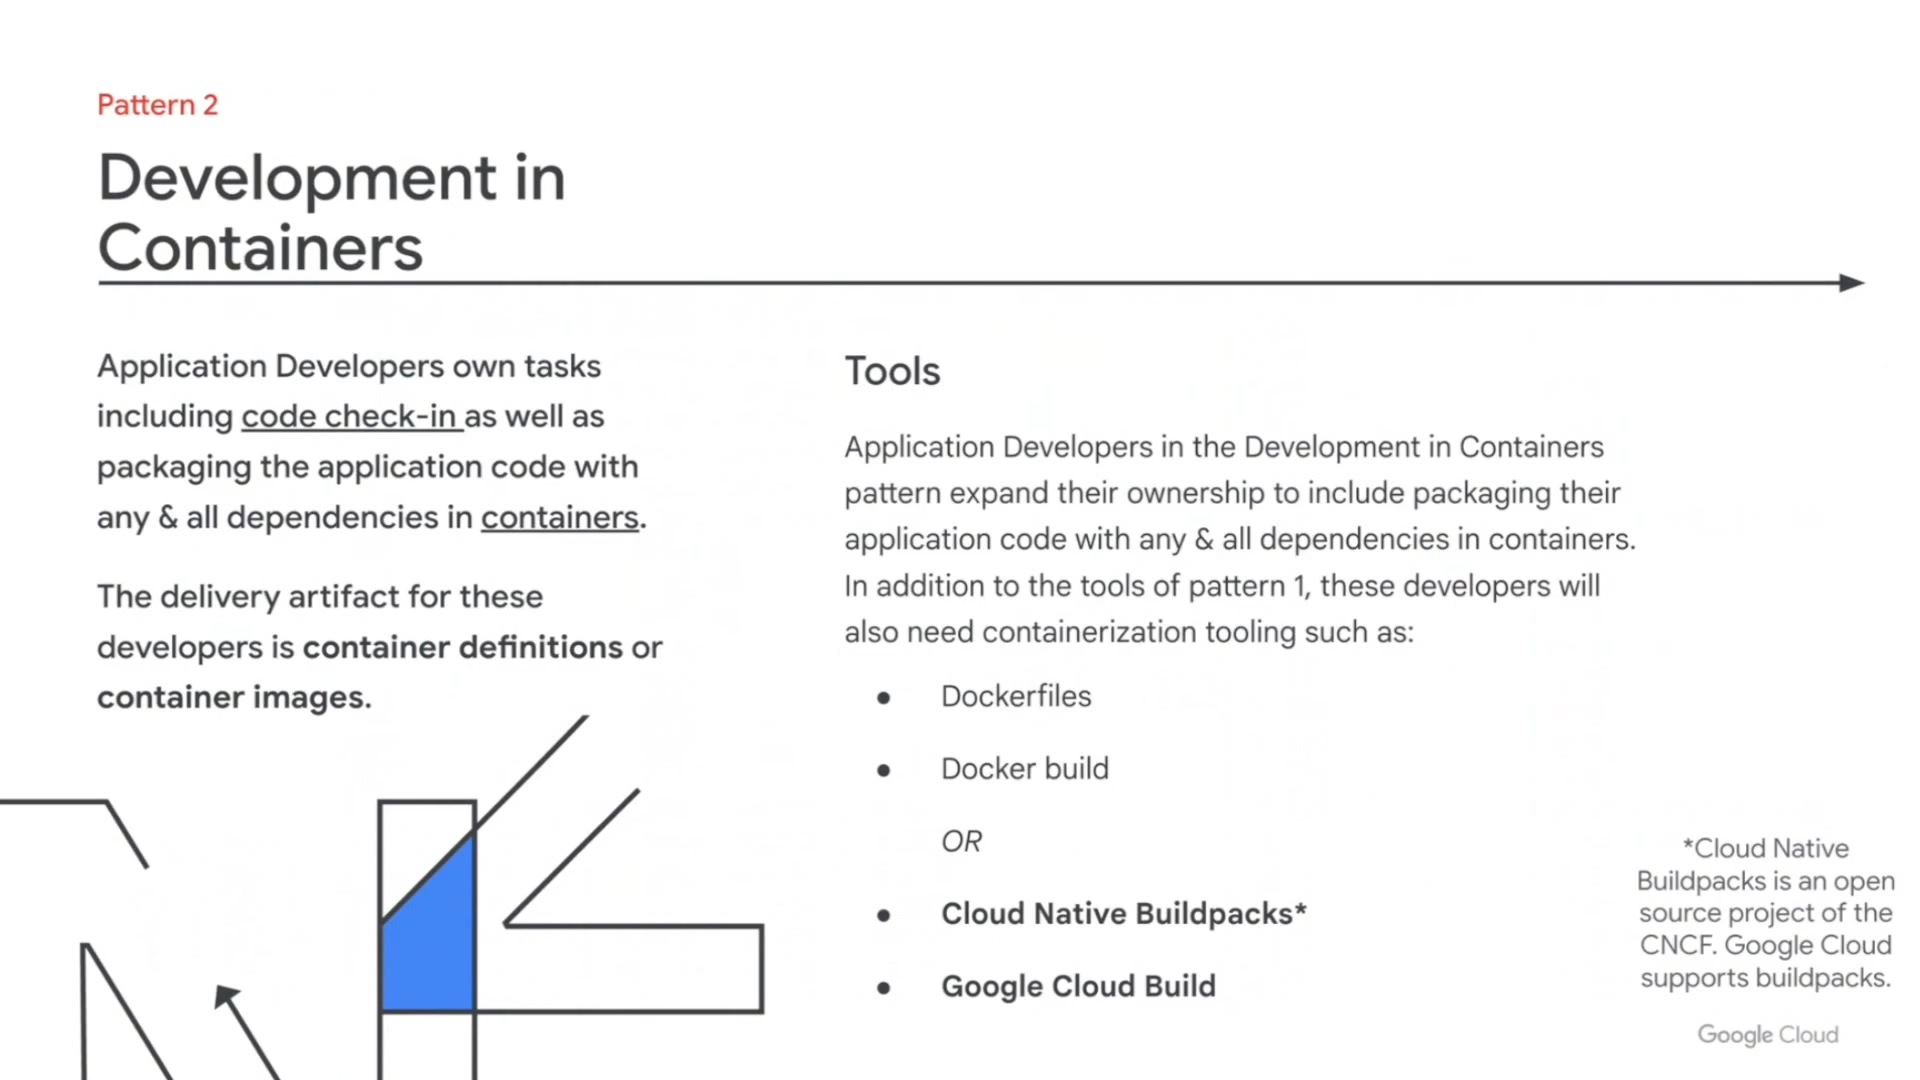 Pattern 2
Development in
Containers
Application Developers own tasks
including code check-in as well as
packaging the application code with
any & all dependencies in containers.
The delivery artifact for these
developers is container definitions or
container images.
Tools
Application Developers in the Development in Containers
pattern expand their ownership to include packaging their
application code with any & all dependencies in containers.
In addition to the tools of pattern 1, these developers will
also need containerization tooling such as:
● Dockerfiles
● Docker build
OR
● Cloud Native Buildpacks*
● Google Cloud Build
*Cloud Native
Buildpacks is an open
source project of the
CNCF. Google Cloud
supports buildpacks.
Google Cloud